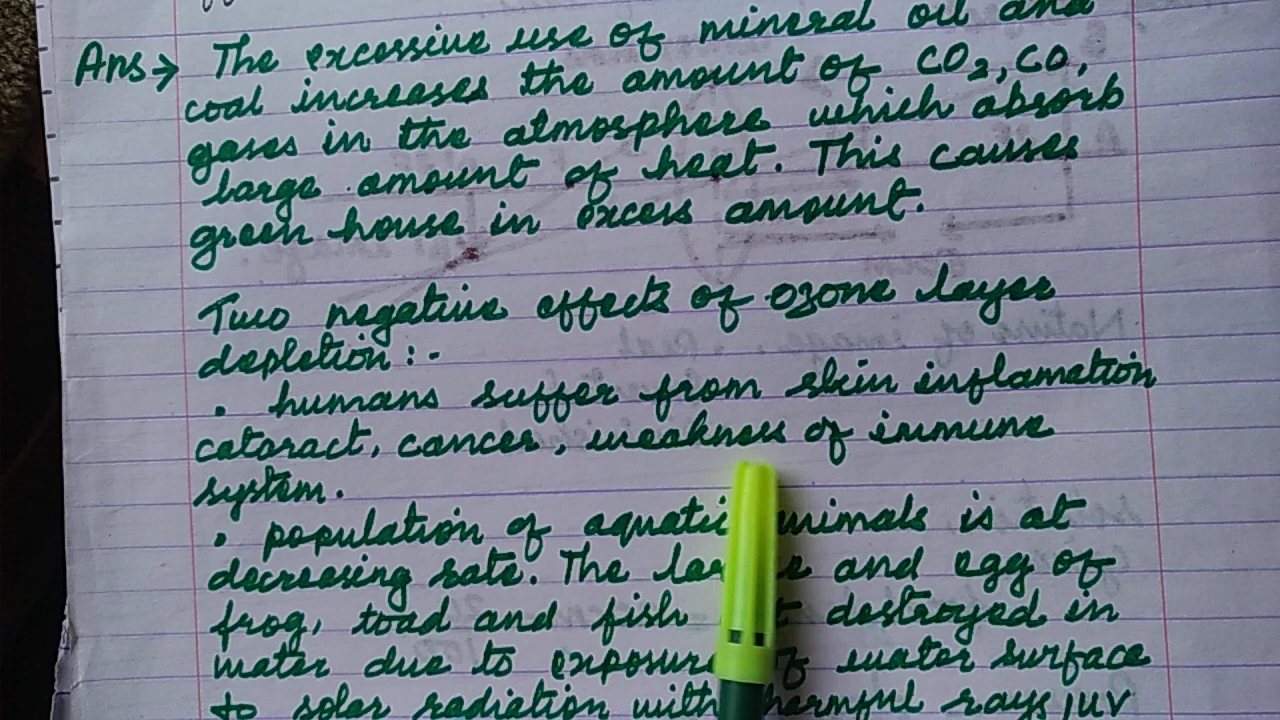 Ans→ The excessive use of mineral oil and
coal increases the amount of CO2, CO,
gases in the atmosphere which absorb
large amount of heat. This causes
green house in excess amount.
Two negative effects of ozone layer
depletion :-
• humans suffer from skin inflamation
cataract, cancer, weakness of immune
system.
• population of aquatic animals is at
decreasing rate. The and egg of
frog, toad and fish destroyed in
water due to exposure of water surface
to solar radiation with harmful rays UV